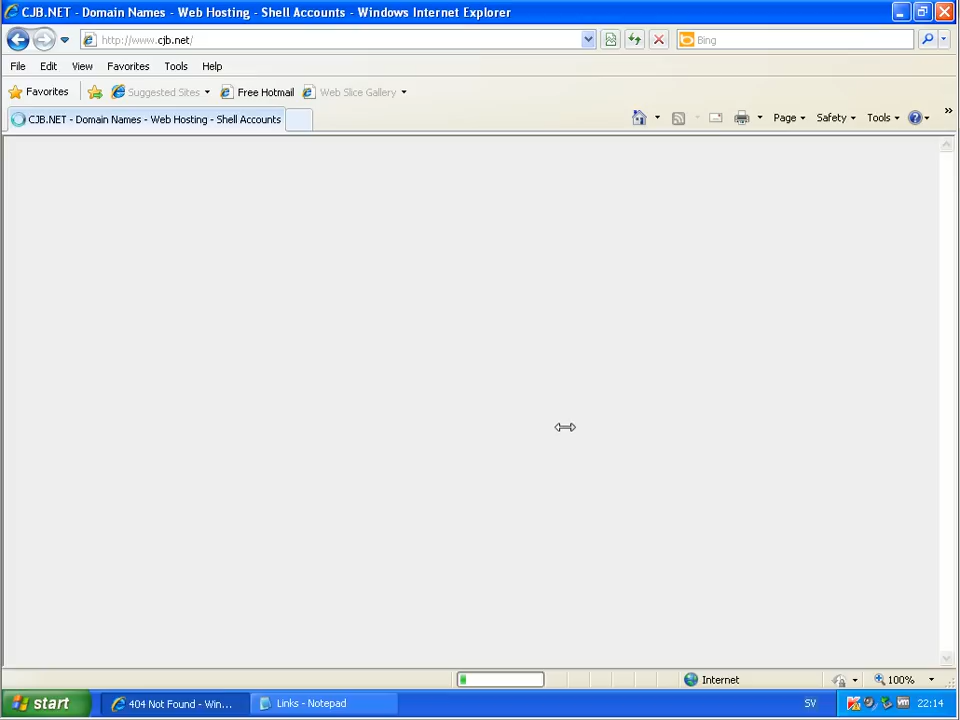 CJB.NET - Domain Names - Web Hosting - Shell Accounts - Windows Internet Explorer
http://www.cjb.net/
Bing
File Edit View Favorites Tools Help
Favorites Suggested Sites Free Hotmail Web Slice Gallery
CJB.NET - Domain Names - Web Hosting - Shell Accounts Page Safety Tools »
Internet 100%
start 404 Not Found - Win... Links - Notepad SV 22:14